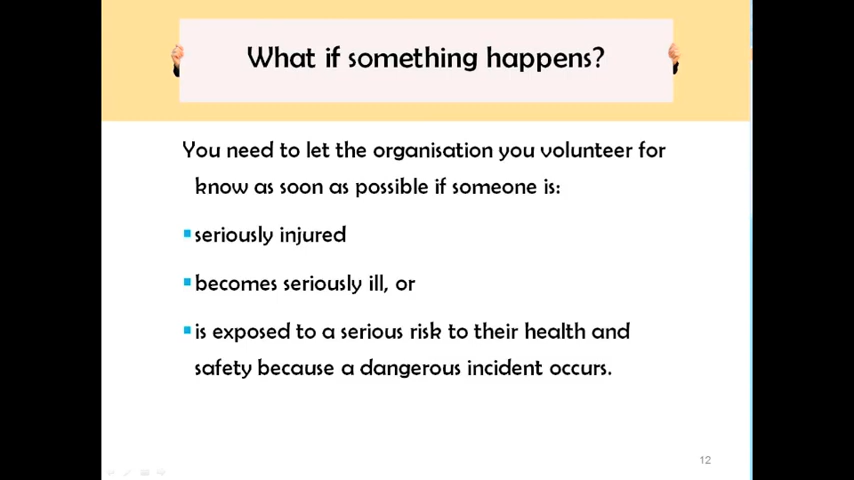 What if something happens?
You need to let the organisation you volunteer for
know as soon as possible if someone is:
seriously injured
becomes seriously ill, or
is exposed to a serious risk to their health and
safety because a dangerous incident occurs.
12